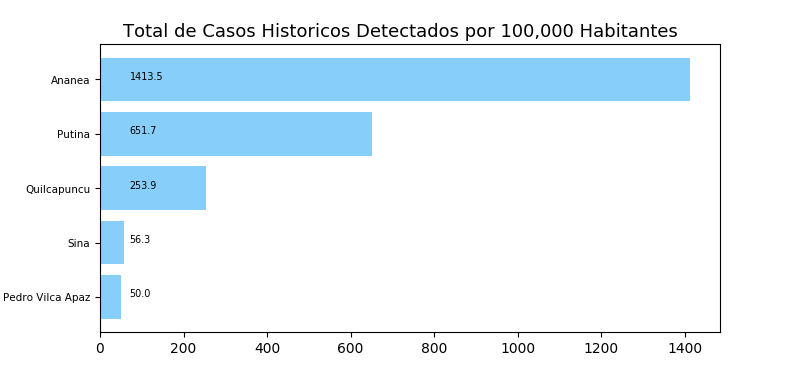 Total de Casos Historicos Detectados por 100,000 Habitantes
Ananea 1413.5
Putina 651.7
Quilcapuncu 253.9
Sina 56.3
Pedro Vilca Apaz 50.0
0 200 400 600 800 1000 1200 1400